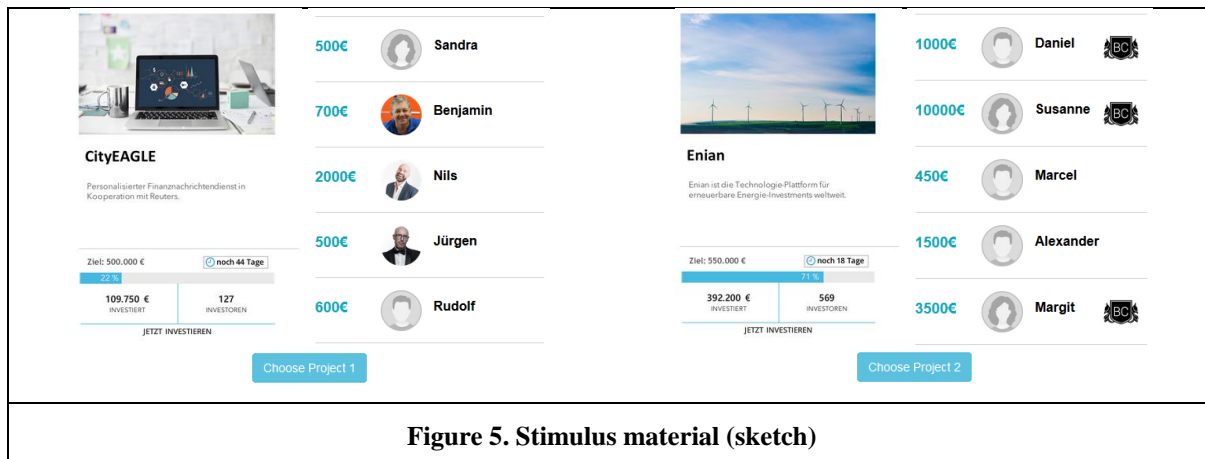 CityEAGLE
Personalisierter Finanznachrichtendienst in
Kooperation mit Reuters.
Ziel: 500.000 € noch 44 Tage
22 %
109.750 € 127
INVESTIERT INVESTOREN
JETZT INVESTIEREN
500€ Sandra
700€ Benjamin
2000€ Nils
500€ Jürgen
600€ Rudolf
Choose Project 1
Enian
Enian ist die Technologie-Plattform für
erneuerbare Energie-Investments weltweit.
Ziel: 550.000 € noch 18 Tage
71 %
392.200 € 569
INVESTIERT INVESTOREN
JETZT INVESTIEREN
1000€ Daniel BC
10000€ Susanne BC
450€ Marcel
1500€ Alexander
3500€ Margit BC
Choose Project 2
Figure 5. Stimulus material (sketch)